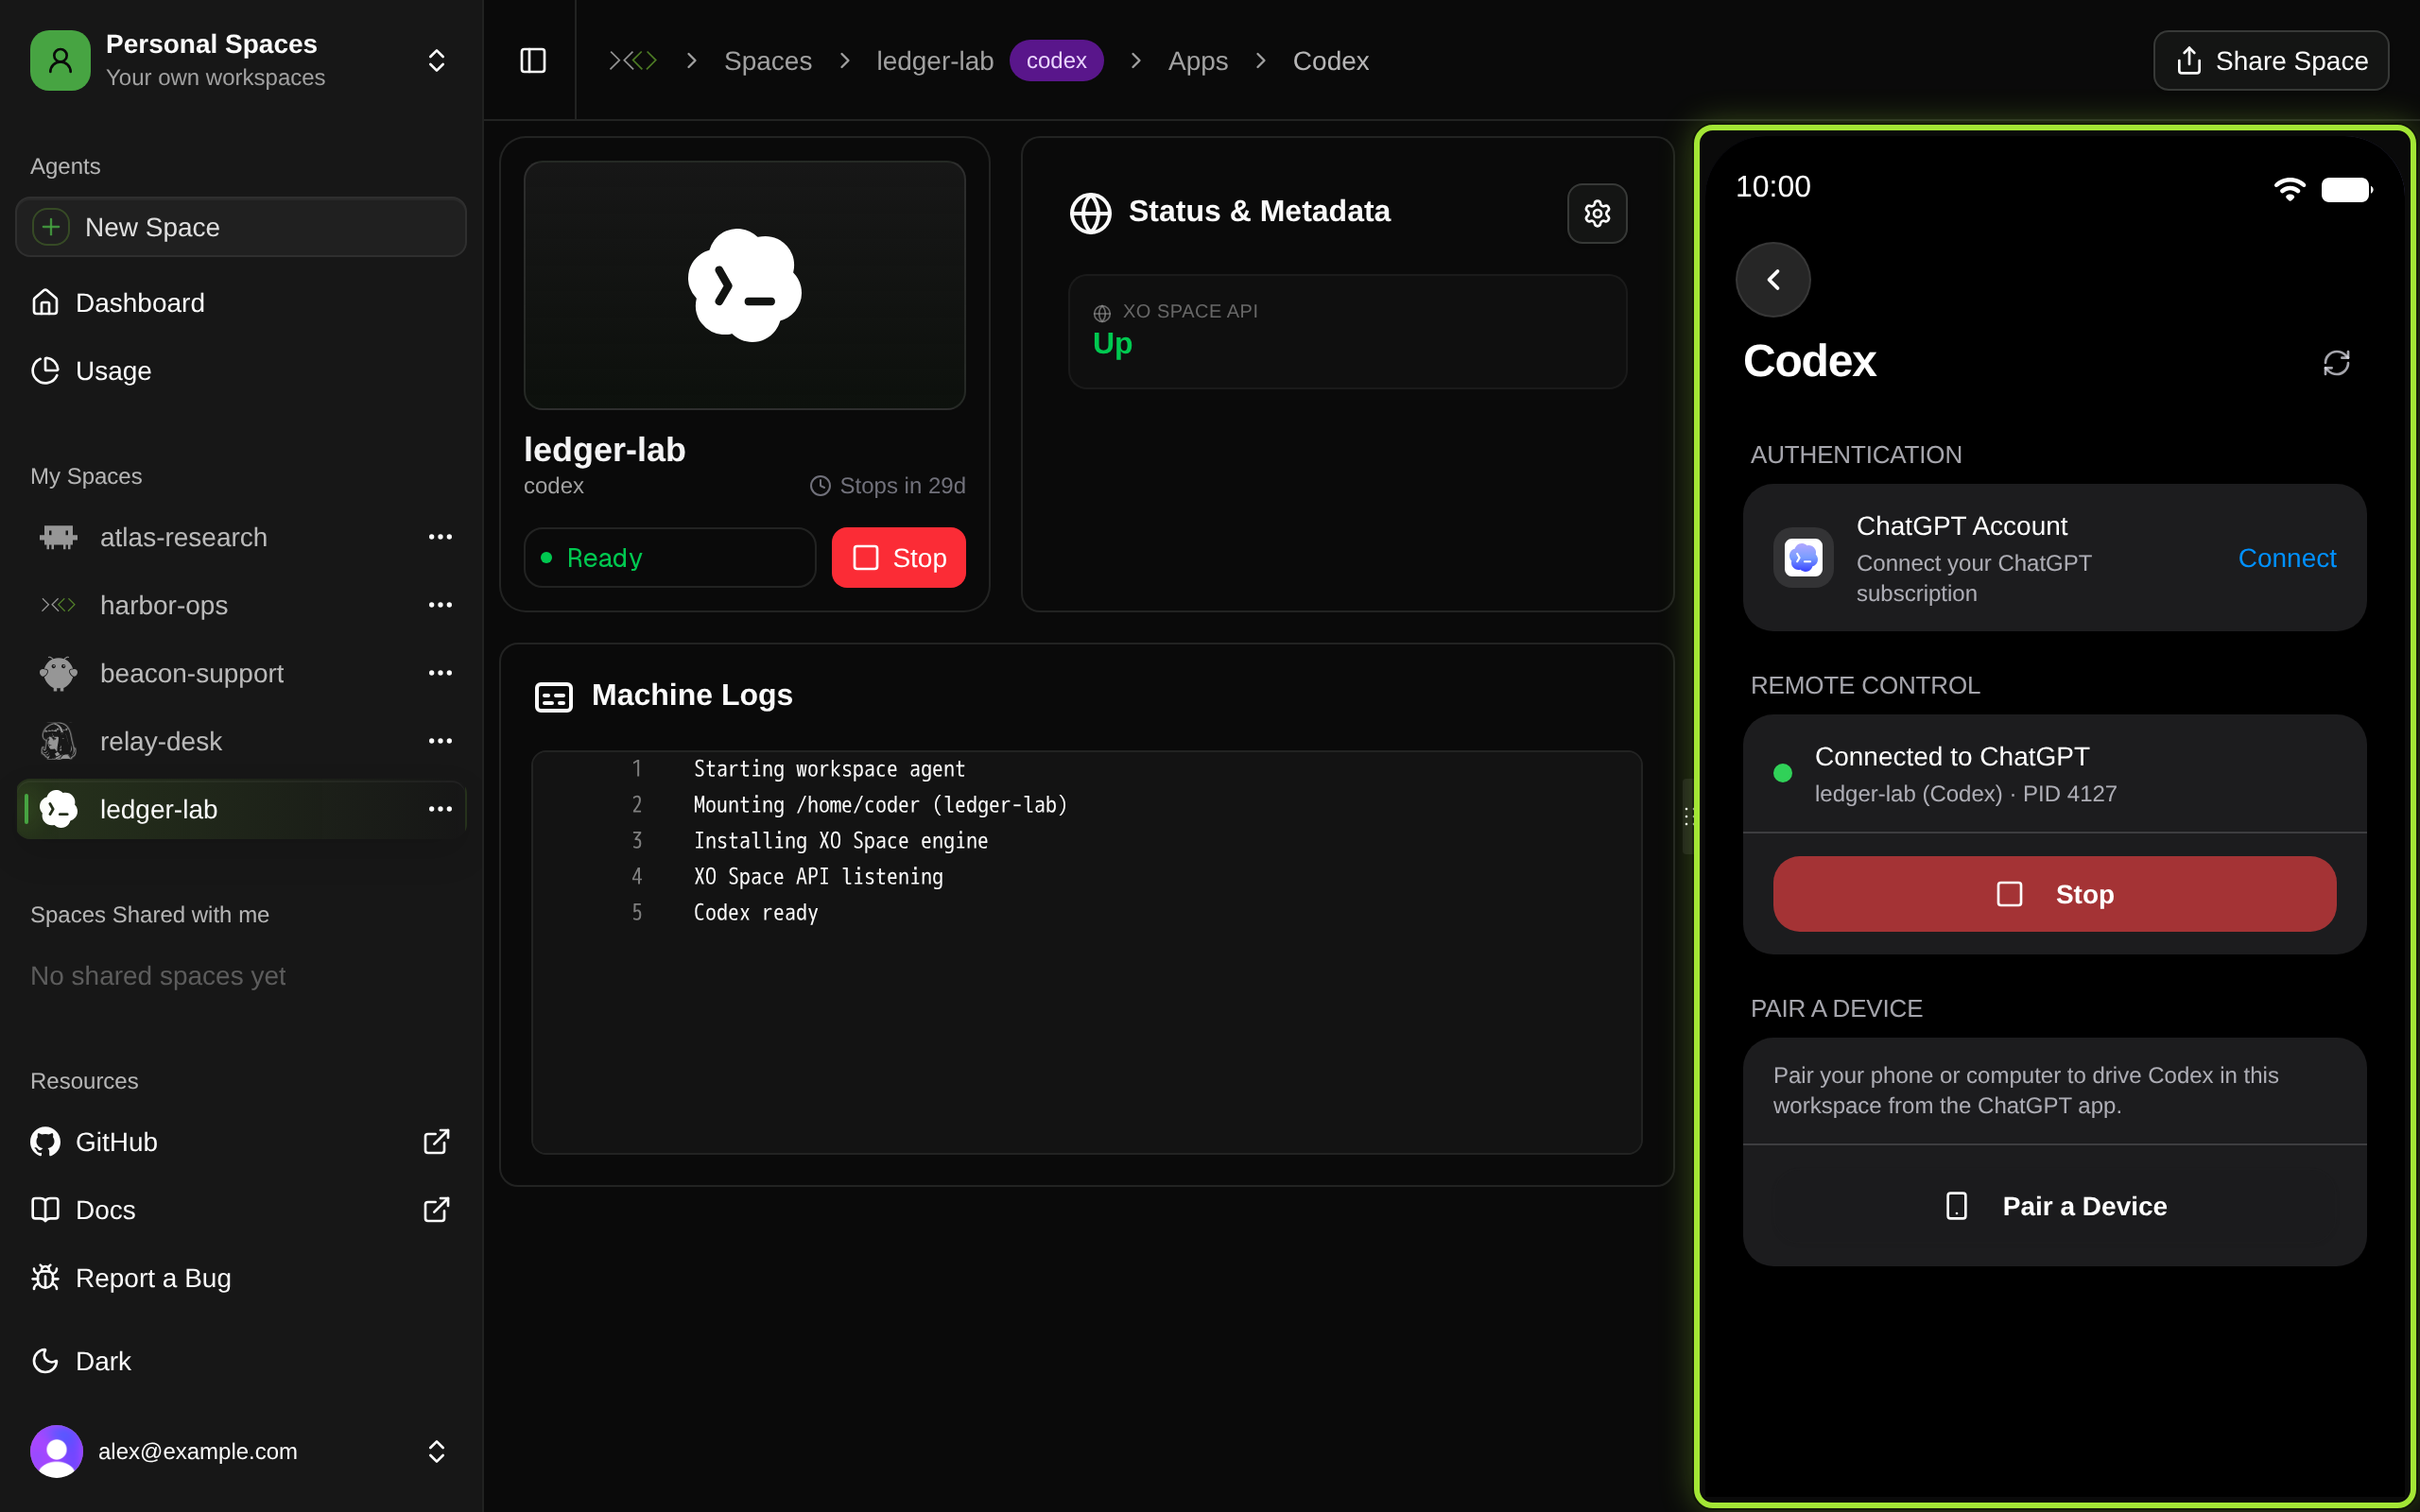 Personal Spaces
Your own workspaces
Agents
New Space
Dashboard
Usage
My Spaces
atlas-research
harbor-ops
beacon-support
relay-desk
ledger-lab
Spaces Shared with me
No shared spaces yet
Resources
GitHub
Docs
Report a Bug
Dark
alex@example.com
Spaces
ledger-lab
codex
Apps
Codex
Share Space
ledger-lab
codex
Stops in 29d
Ready
Stop
Status & Metadata
XO SPACE API
Up
Machine Logs
1 Starting workspace agent
2 Mounting /home/coder (ledger-lab)
3 Installing XO Space engine
4 XO Space API listening
5 Codex ready
10:00
Codex
AUTHENTICATION
ChatGPT Account
Connect your ChatGPT
subscription
Connect
REMOTE CONTROL
Connected to ChatGPT
ledger-lab (Codex) · PID 4127
Stop
PAIR A DEVICE
Pair your phone or computer to drive Codex in this
workspace from the ChatGPT app.
Pair a Device